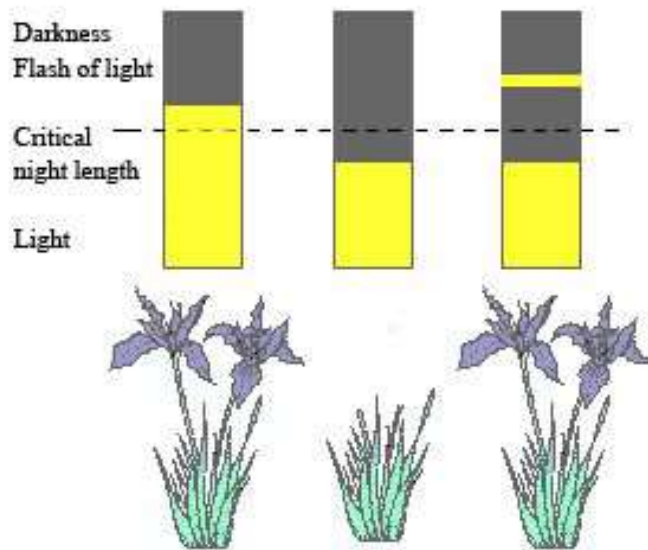 Darkness
Flash of light
Critical
night length
Light